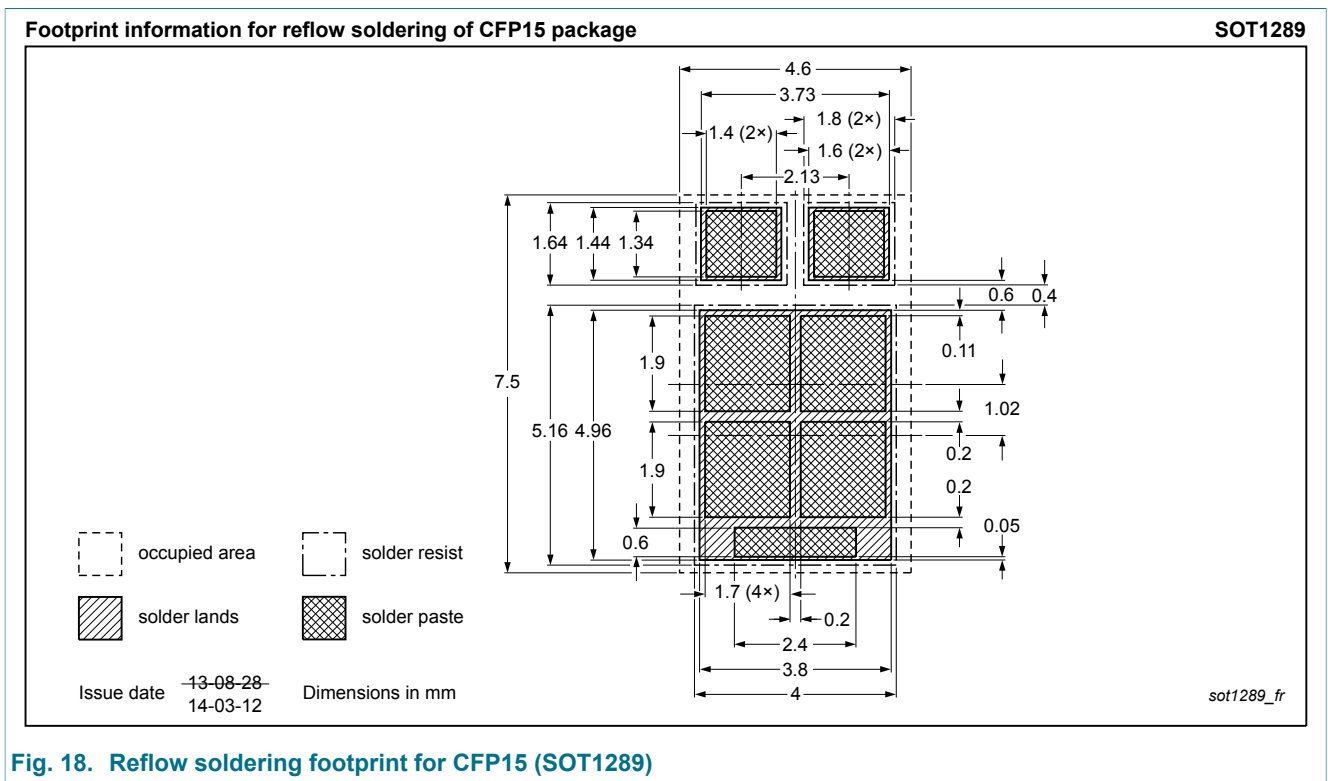 Footprint information for reflow soldering of CFP15 package SOT1289
4.6
3.73
1.4 (2×) 1.8 (2×)
1.6 (2×)
2.13
1.64 1.44 1.34
0.6 0.4
0.11
1.9
7.5
1.02
5.16 4.96
0.2
1.9
0.2
0.05
0.6
1.7 (4×)
0.2
2.4
3.8
4
occupied area solder resist
solder lands solder paste
Issue date 13-08-28
14-03-12
Dimensions in mm
sot1289_fr
Fig. 18. Reflow soldering footprint for CFP15 (SOT1289)